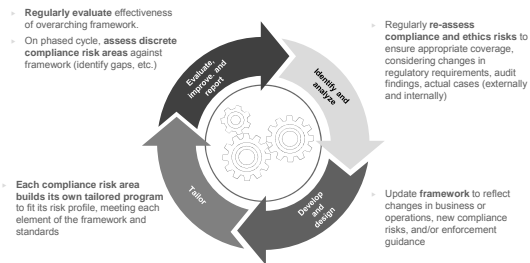 Regularly evaluate effectiveness
of overarching framework.
On phased cycle, assess discrete
compliance risk areas against
framework (identify gaps, etc.)
Regularly re-assess
compliance and ethics risks to
ensure appropriate coverage,
considering changes in
regulatory requirements, audit
findings, actual cases (externally
and internally)
Evaluate,
improve, and
report
Identify and
analyze
Tailor
Develop
and
design
Each compliance risk area
builds its own tailored program
to fit its risk profile, meeting each
element of the framework and
standards
Update framework to reflect
changes in business or
operations, new compliance
risks, and/or enforcement
guidance